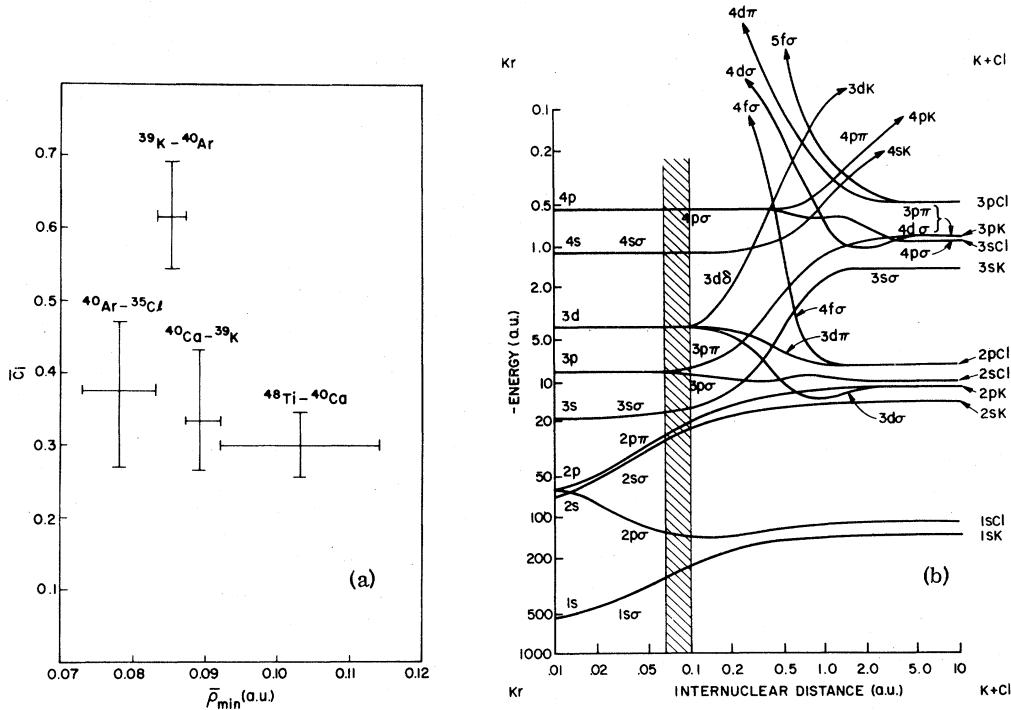 0.7
0.6
0.5
0.4
0.3
0.2
0.1
c̄i
39K-40Ar
40Ar-35Cℓ
40Ca-39K
48Ti-40Ca
(a)
0.07 0.08 0.09 0.10 0.11 0.12
ρ̄min (a.u.)
Kr
K+Cl
4dπ
5fσ
4dσ
4fσ
3dK
4pK
4pπ
4sK
0.1
0.2
0.5
1.0
2.0
5.0
10
20
50
100
200
500
1000
-ENERGY (a.u.)
4p
4pσ
4s 4sσ
3d
3dδ
3p
3pπ
3pσ
3s 3sσ
2p
2pπ
2s
2sσ
2pσ
1s
1sσ
4fσ
3dπ
3dσ
3sσ
3pπ
4dσ
4pσ
3pCl
3pK
3sCl
3sK
2pCl
2sCl
2pK
2sK
1sCl
1sK
(b)
.01 .02 .05 0.1 0.2 0.5 1.0 2.0 5.0 10
Kr INTERNUCLEAR DISTANCE (a.u.) K+Cl